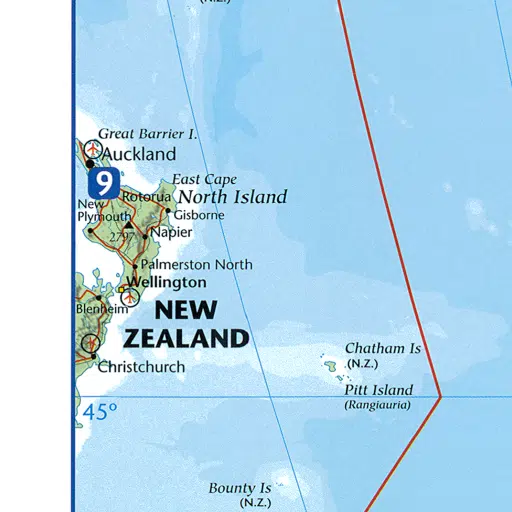 (N.Z.)
Great Barrier I.
Auckland
9
East Cape
Rotorua
North Island
New
Plymouth
Gisborne
2797
Napier
Palmerston North
Wellington
Blenheim
NEW
ZEALAND
Christchurch
Chatham Is
(N.Z.)
Pitt Island
(Rangiauria)
45°
Bounty Is
(N.Z.)